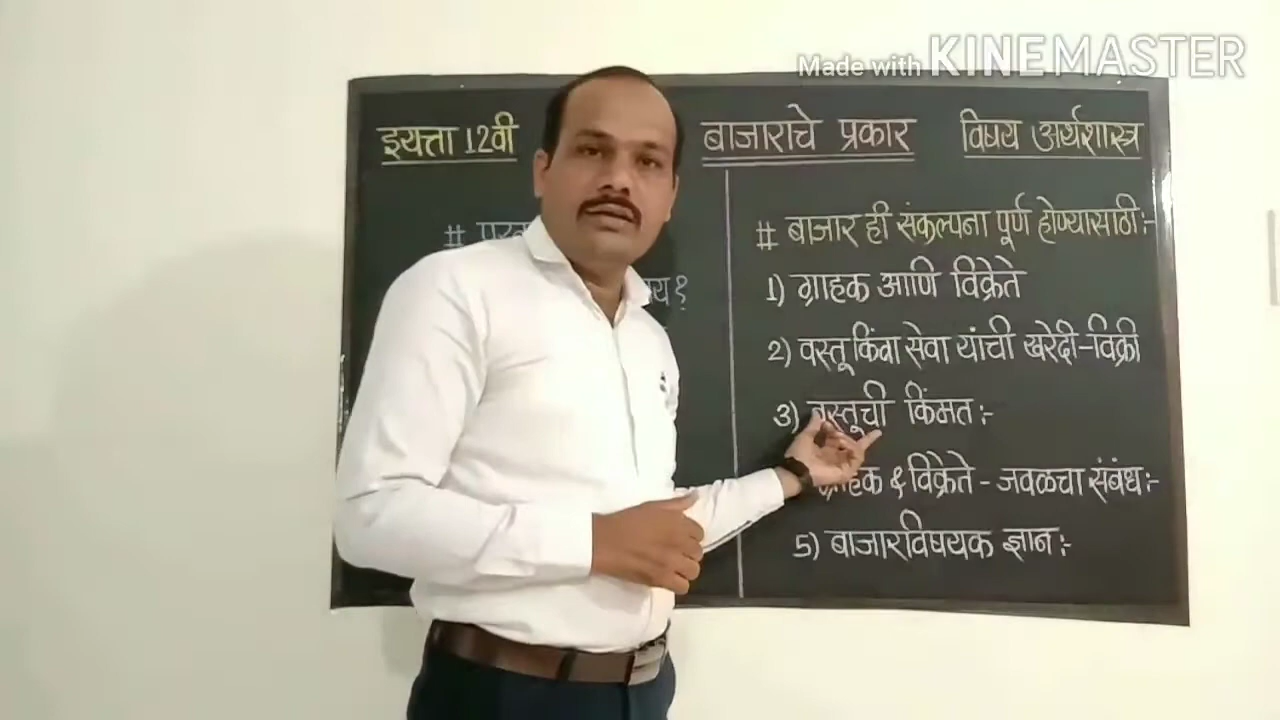 Made with KINEMASTER
इयत्ता 12वी बाजाराचे प्रकार विषय अर्थशास्त्र
# बाजार ही संकल्पना पूर्ण होण्यासाठी:-
1) ग्राहक आणि विक्रेते
2) वस्तू किंवा सेवा यांची खरेदी-विक्री
3) वस्तूची किंमत:-
ग्राहक & विक्रेते - जवळचा संबंध:-
5) बाजारविषयक ज्ञान:-